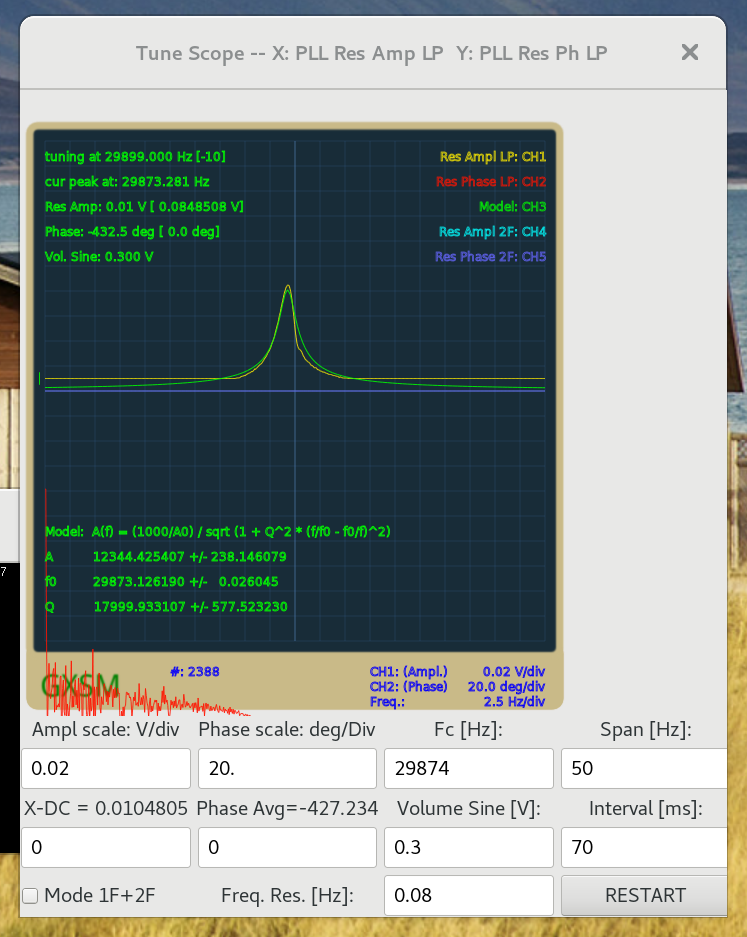 Tune Scope -- X: PLL Res Amp LP  Y: PLL Res Ph LP
tuning at 29899.000 Hz [-10]
Res Ampl LP: CH1
cur peak at: 29873.281 Hz
Res Phase LP: CH2
Res Amp: 0.01 V [ 0.0848508 V]
Model: CH3
Phase: -432.5 deg [ 0.0 deg]
Res Ampl 2F: CH4
Vol. Sine: 0.300 V
Res Phase 2F: CH5
Model:  A(f) = (1000/A0) / sqrt (1 + Q^2 * (f/f0 - f0/f)^2)
A 12344.425407 +/- 238.146079
f0 29873.126190 +/-   0.026045
Q 17999.933107 +/- 577.523230
7
GXSM
#: 2388
CH1: (Ampl.) 0.02 V/div
CH2: (Phase) 20.0 deg/div
Freq.: 2.5 Hz/div
Ampl scale: V/div Phase scale: deg/Div Fc [Hz]: Span [Hz]:
0.02 20. 29874 50
X-DC = 0.0104805 Phase Avg=-427.234 Volume Sine [V]: Interval [ms]:
0 0 0.3 70
Mode 1F+2F Freq. Res. [Hz]: 0.08 RESTART